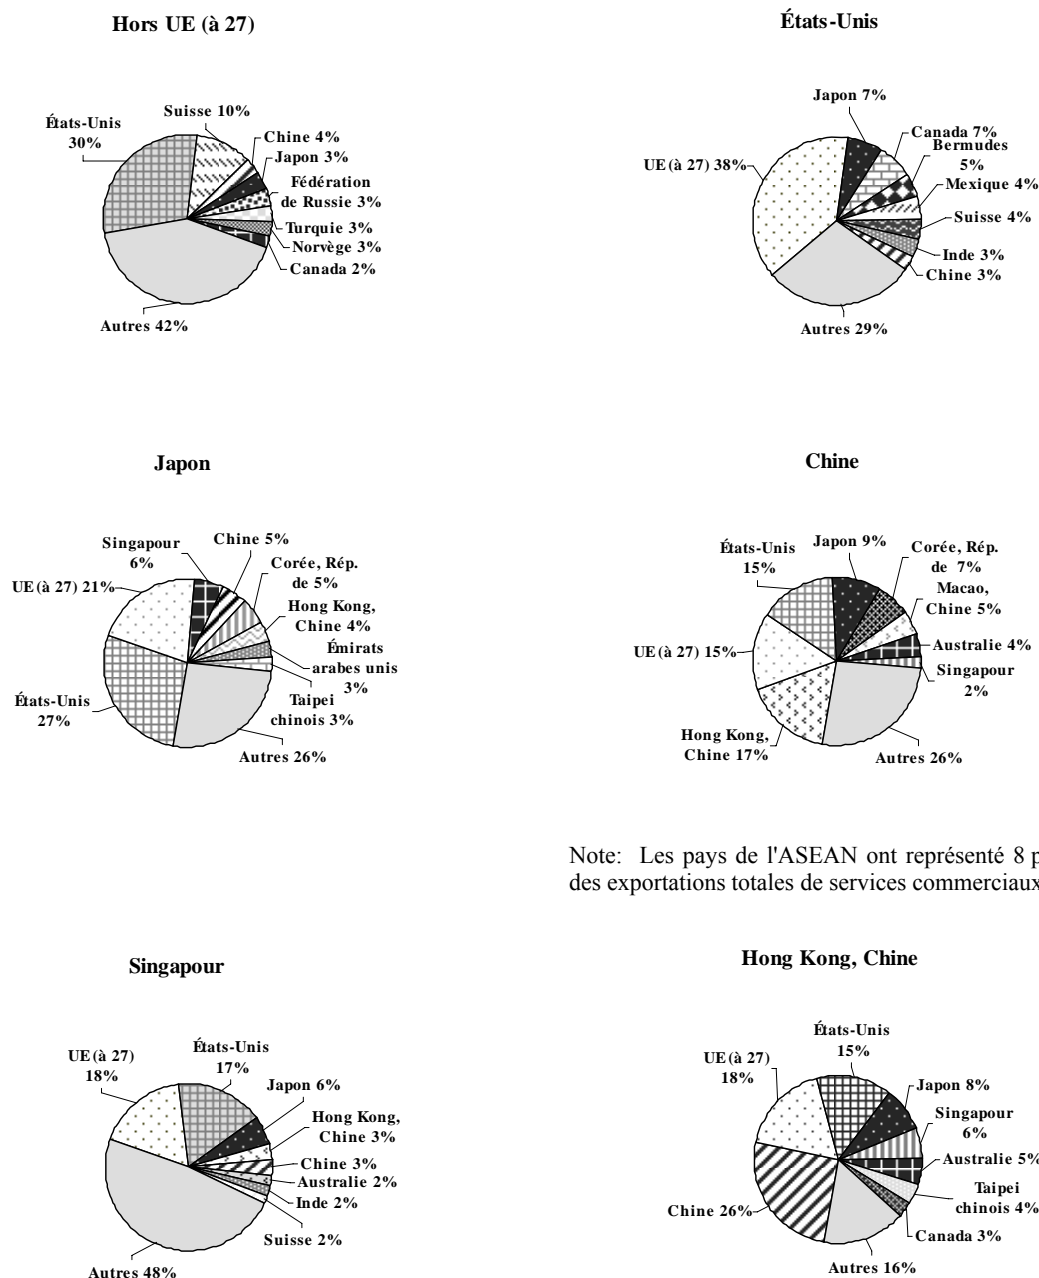 Hors UE (à 27)
États-Unis
30%
Suisse 10%
Chine 4%
Japon 3%
Fédération
de Russie 3%
Turquie 3%
Norvège 3%
Canada 2%
Autres 42%
États-Unis
Japon 7%
Canada 7%
Bermudes
5%
Mexique 4%
Suisse 4%
Inde 3%
Chine 3%
Autres 29%
UE (à 27) 38%
Japon
Singapour
6%
Chine 5%
Corée, Rép.
de 5%
Hong Kong,
Chine 4%
Émirats
arabes unis
3%
Taipei
chinois 3%
Autres 26%
États-Unis
27%
UE (à 27) 21%
Chine
États-Unis
15%
Japon 9%
Corée, Rép.
de 7%
Macao,
Chine 5%
Australie 4%
Singapour
2%
Autres 26%
Hong Kong,
Chine 17%
UE (à 27) 15%
Note: Les pays de l'ASEAN ont représenté 8 p
des exportations totales de services commerciaux
Singapour
UE (à 27)
18%
États-Unis
17%
Japon 6%
Hong Kong,
Chine 3%
Chine 3%
Australie 2%
Inde 2%
Suisse 2%
Autres 48%
Hong Kong, Chine
UE (à 27)
18%
États-Unis
15%
Japon 8%
Singapour
6%
Australie 5%
Taipei
chinois 4%
Canada 3%
Autres 16%
Chine 26%